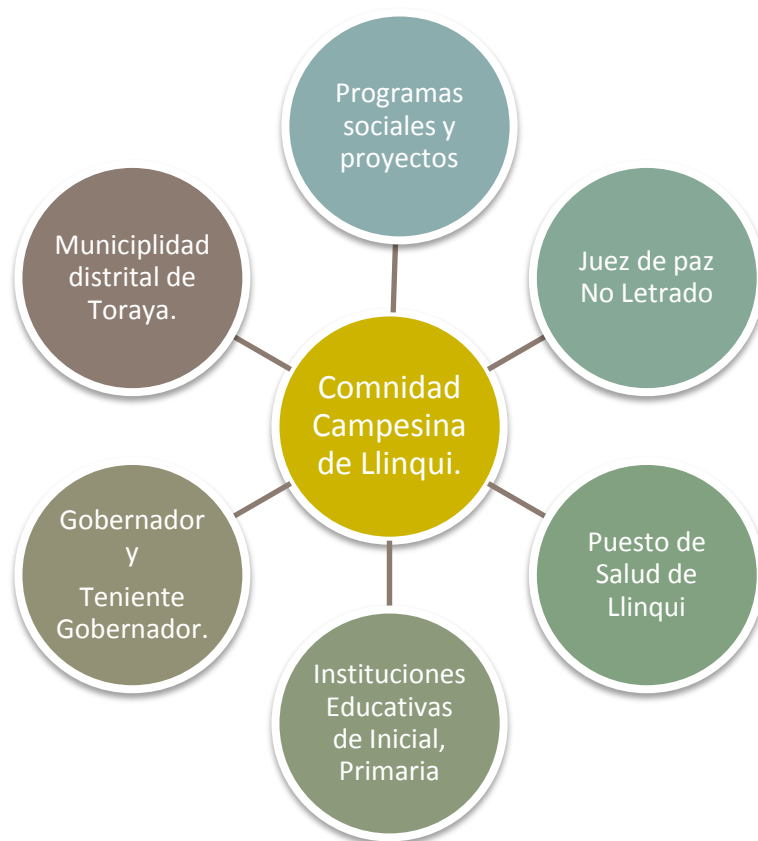 Programas
sociales y
proyectos
Juez de paz
No Letrado
Puesto de
Salud de
Llinqui
Instituciones
Educativas
de Inicial,
Primaria
Gobernador
y
Teniente
Gobernador.
Municiplidad
distrital de
Toraya.
Comnidad
Campesina
de Llinqui.